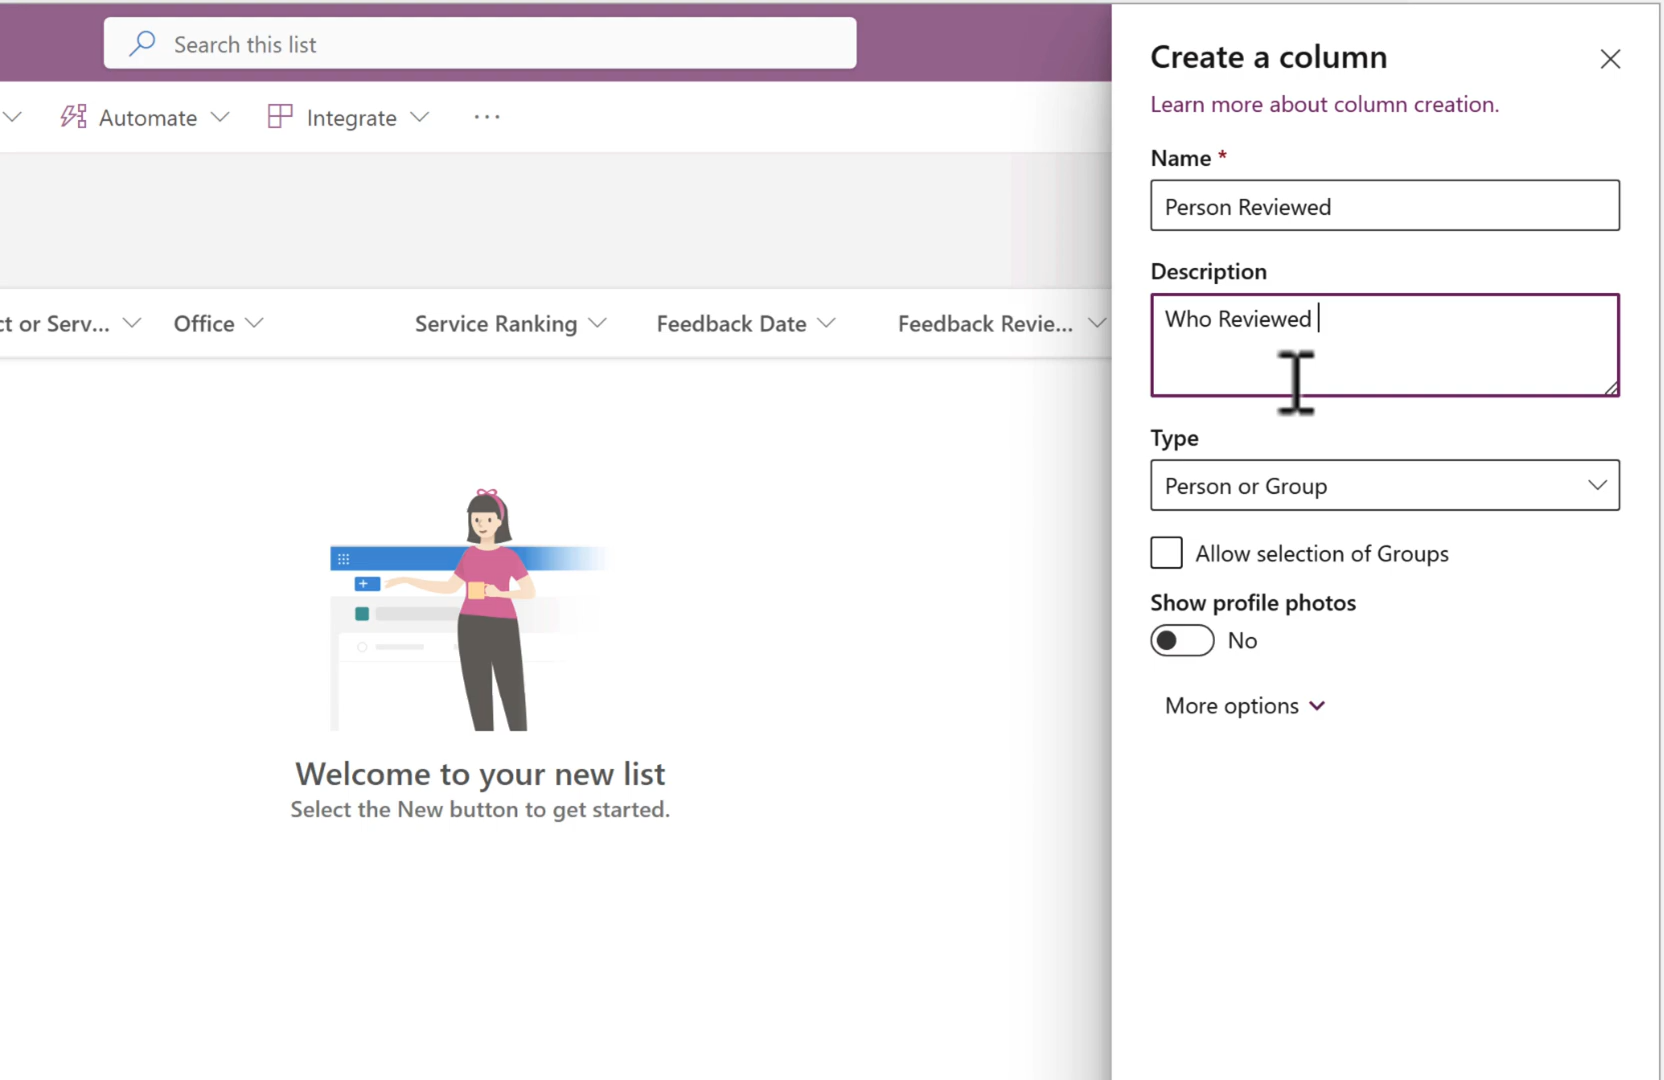 Search this list
Automate
Integrate
...
ct or Serv...
Office
Service Ranking
Feedback Date
Feedback Revie...
Welcome to your new list
Select the New button to get started.
Create a column
Learn more about column creation.
Name *
Person Reviewed
Description
Who Reviewed
Type
Person or Group
Allow selection of Groups
Show profile photos
No
More options